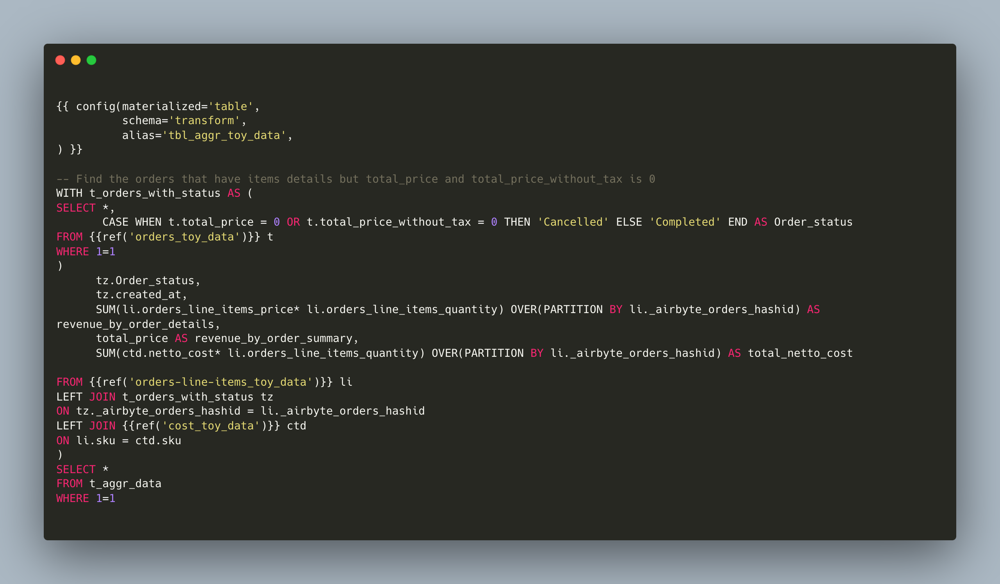 {{ config(materialized='table',
          schema='transform',
          alias='tbl_aggr_toy_data',
) }}

-- Find the orders that have items details but total_price and total_price_without_tax is 0
WITH t_orders_with_status AS (
SELECT *,
       CASE WHEN t.total_price = 0 OR t.total_price_without_tax = 0 THEN 'Cancelled' ELSE 'Completed' END AS Order_status
FROM {{ref('orders_toy_data')}} t
WHERE 1=1
)
      tz.Order_status,
      tz.created_at,
      SUM(li.orders_line_items_price* li.orders_line_items_quantity) OVER(PARTITION BY li._airbyte_orders_hashid) AS
revenue_by_order_details,
      total_price AS revenue_by_order_summary,
      SUM(ctd.netto_cost* li.orders_line_items_quantity) OVER(PARTITION BY li._airbyte_orders_hashid) AS total_netto_cost

FROM {{ref('orders-line-items_toy_data')}} li
LEFT JOIN t_orders_with_status tz
ON tz._airbyte_orders_hashid = li._airbyte_orders_hashid
LEFT JOIN {{ref('cost_toy_data')}} ctd
ON li.sku = ctd.sku
)
SELECT *
FROM t_aggr_data
WHERE 1=1